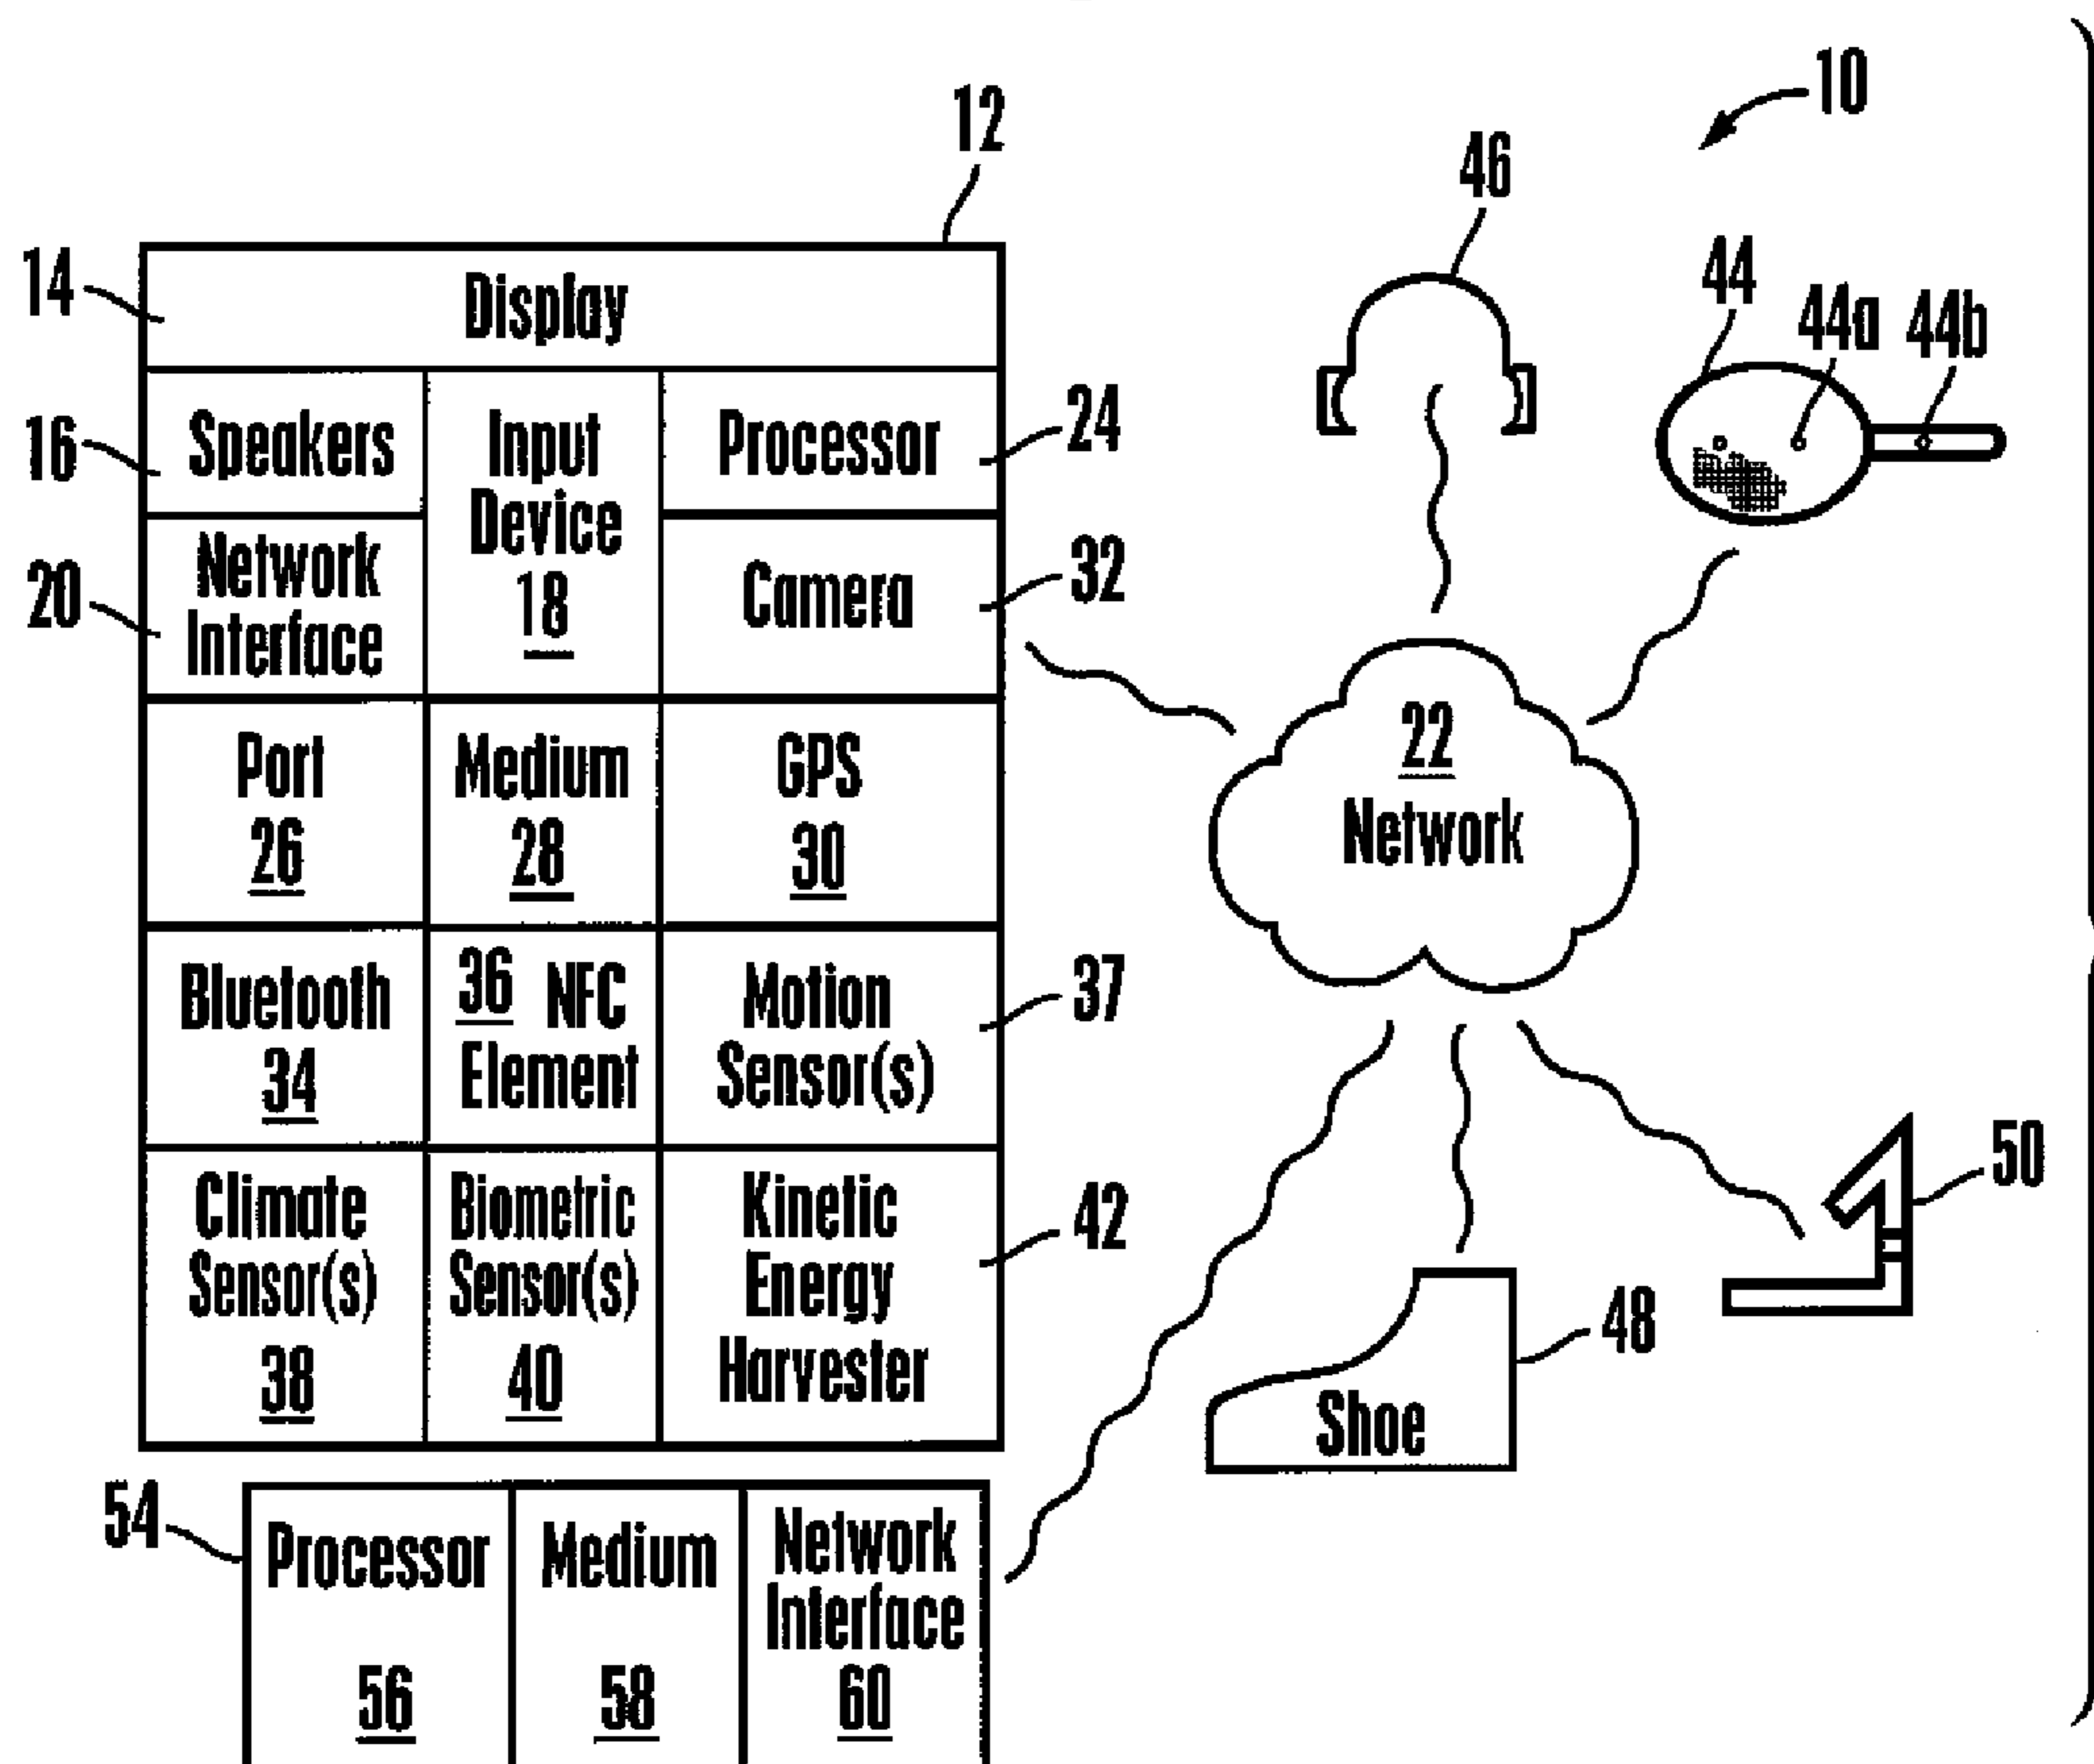 10
12
46
44
44a
44b
14
Display
16
Speakers
Input
Device
18
Processor
24
20
Network
Interface
Camera
32
Port
26
Medium
28
GPS
30
22
Network
Bluetooth
34
36 NFC
Element
Motion
Sensor(s)
37
Climate
Sensor(s)
38
Biometric
Sensor(s)
40
Kinetic
Energy
Harvester
42
50
48
Shoe
54
Processor
56
Medium
58
Network
Interface
60